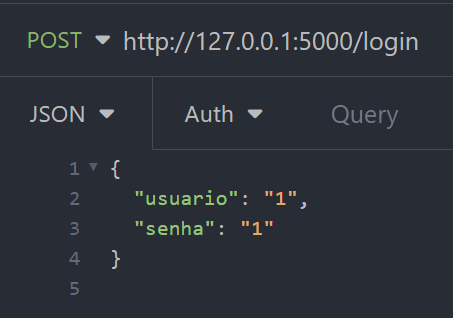 POST http://127.0.0.1:5000/login
JSON Auth Query
1 {
2 "usuario": "1",
3 "senha": "1"
4 }
5